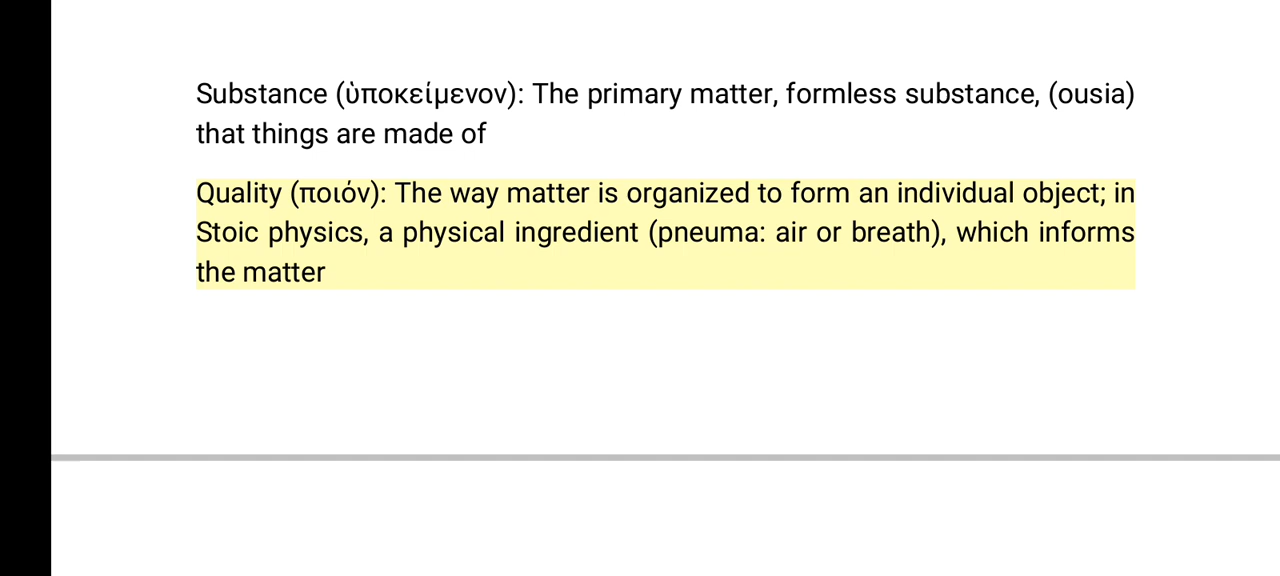 Substance (ὑποκείμενον): The primary matter, formless substance, (ousia)
that things are made of
Quality (ποιόν): The way matter is organized to form an individual object; in
Stoic physics, a physical ingredient (pneuma: air or breath), which informs
the matter